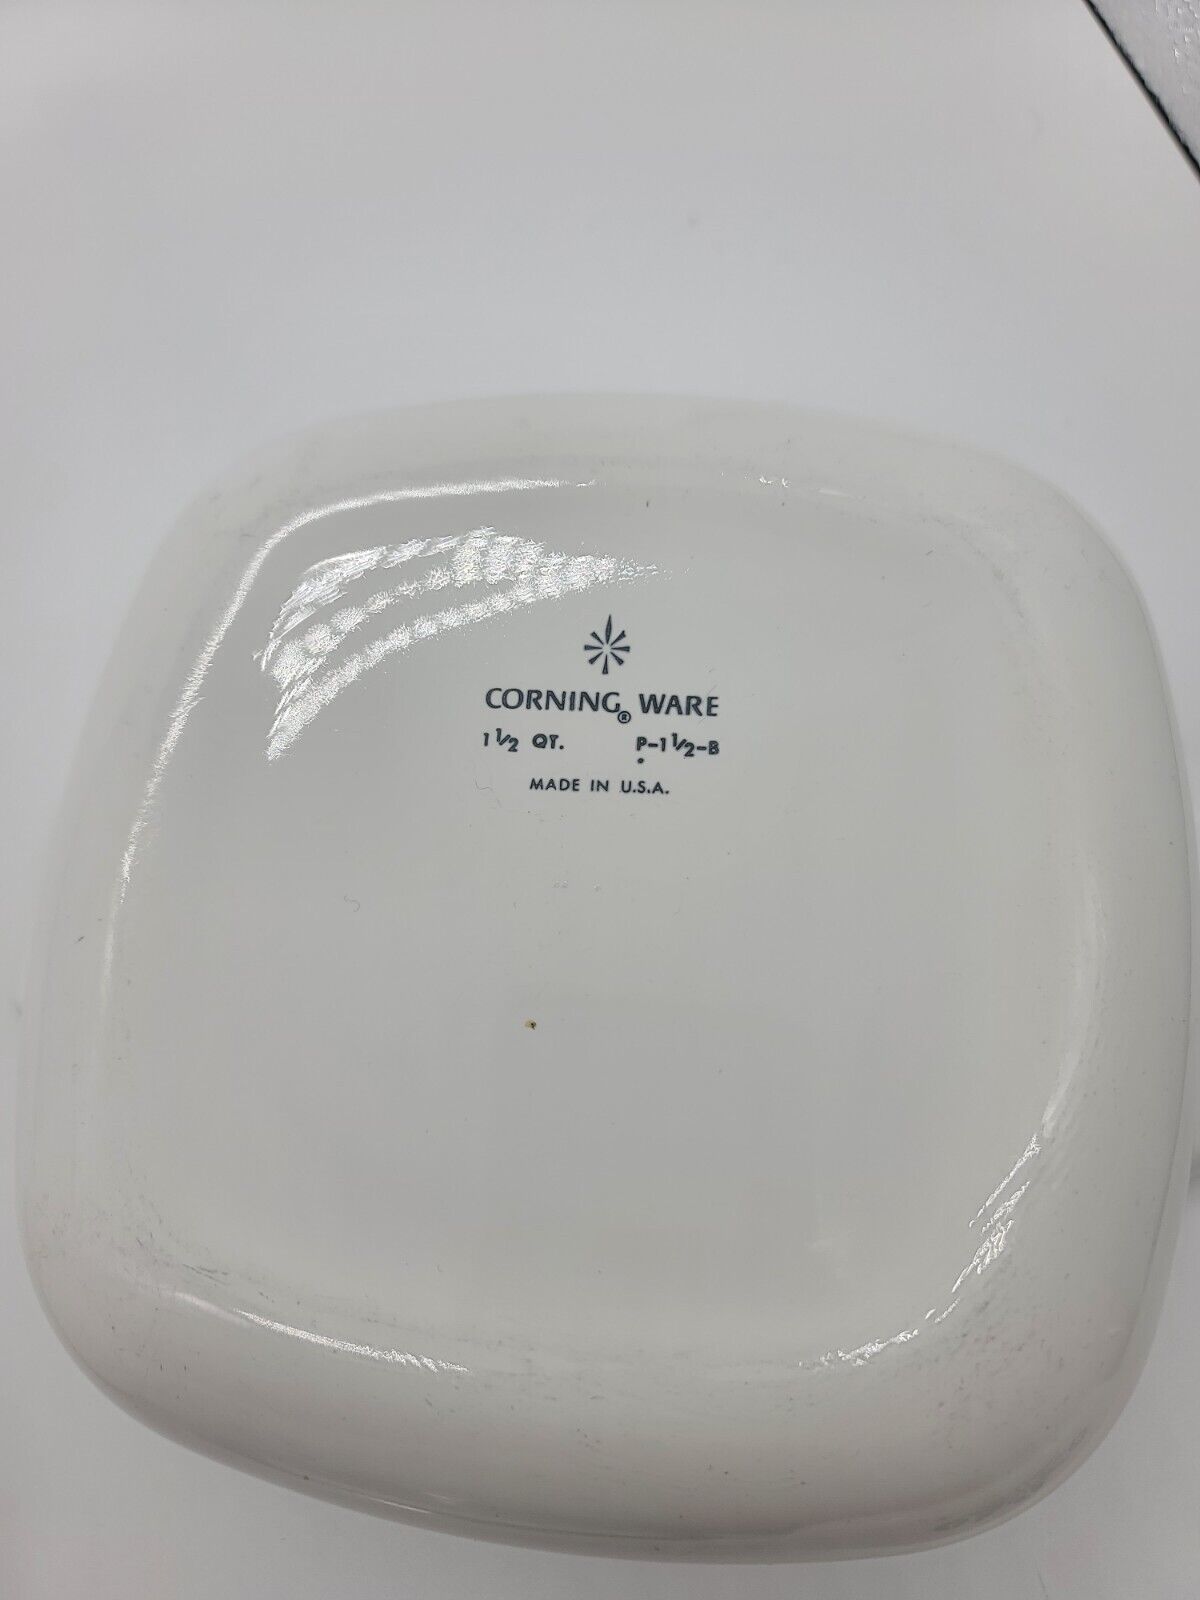 CORNING® WARE
1 1/2 QT. P-1 1/2-B
MADE IN U.S.A.